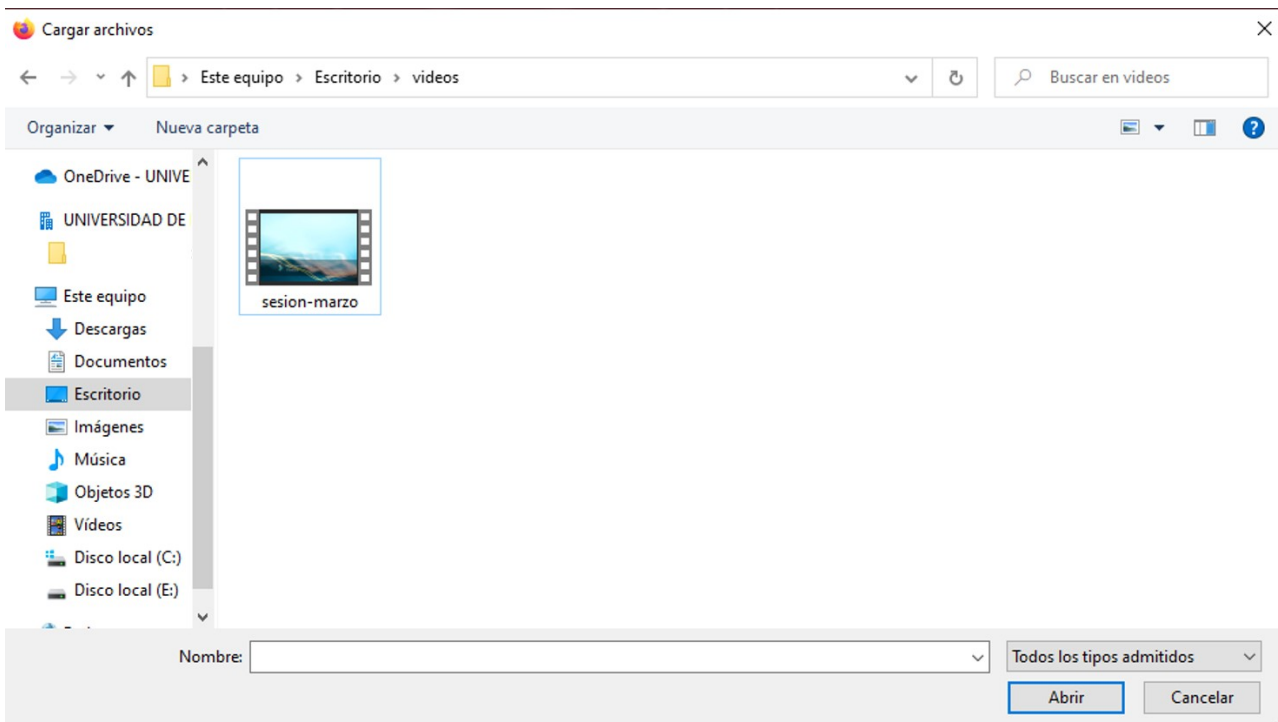 Cargar archivos
Este equipo > Escritorio > videos
Buscar en videos
Organizar
Nueva carpeta
OneDrive - UNIVE
UNIVERSIDAD DE
Este equipo
Descargas
Documentos
Escritorio
Imágenes
Música
Objetos 3D
Vídeos
Disco local (C:)
Disco local (E:)
sesion-marzo
Nombre:
Todos los tipos admitidos
Abrir
Cancelar